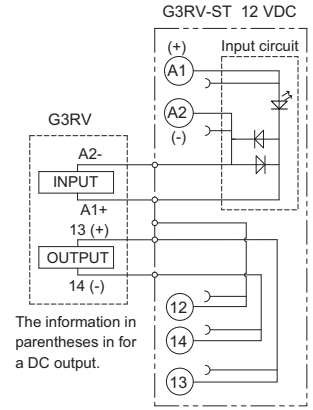 G3RV-ST 12 VDC
(+)
Input circuit
A1
A2
(-)
G3RV
A2-
INPUT
A1+
13 (+)
OUTPUT
14 (-)
12
14
13
The information in
parentheses in for
a DC output.